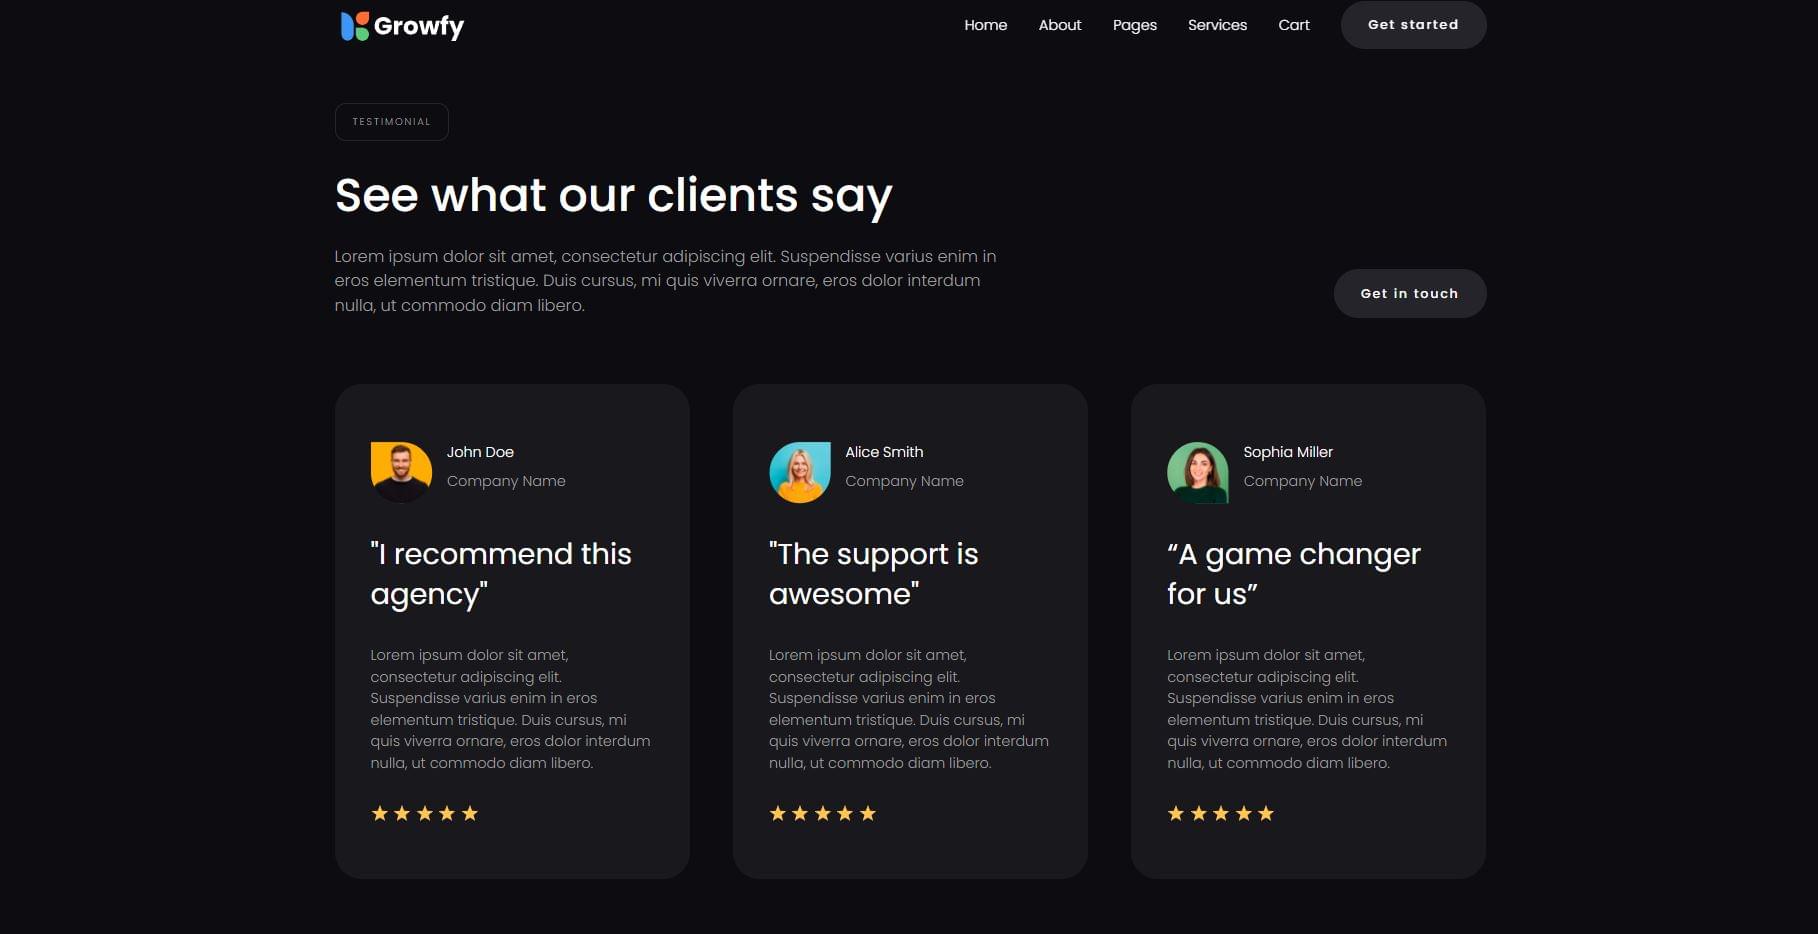 Growfy
Home About Pages Services Cart Get started
TESTIMONIAL
See what our clients say
Lorem ipsum dolor sit amet, consectetur adipiscing elit. Suspendisse varius enim in
eros elementum tristique. Duis cursus, mi quis viverra ornare, eros dolor interdum
nulla, ut commodo diam libero.
Get in touch
John Doe
Company Name
"I recommend this
agency"
Lorem ipsum dolor sit amet,
consectetur adipiscing elit.
Suspendisse varius enim in eros
elementum tristique. Duis cursus, mi
quis viverra ornare, eros dolor interdum
nulla, ut commodo diam libero.
Alice Smith
Company Name
"The support is
awesome"
Lorem ipsum dolor sit amet,
consectetur adipiscing elit.
Suspendisse varius enim in eros
elementum tristique. Duis cursus, mi
quis viverra ornare, eros dolor interdum
nulla, ut commodo diam libero.
Sophia Miller
Company Name
“A game changer
for us”
Lorem ipsum dolor sit amet,
consectetur adipiscing elit.
Suspendisse varius enim in eros
elementum tristique. Duis cursus, mi
quis viverra ornare, eros dolor interdum
nulla, ut commodo diam libero.